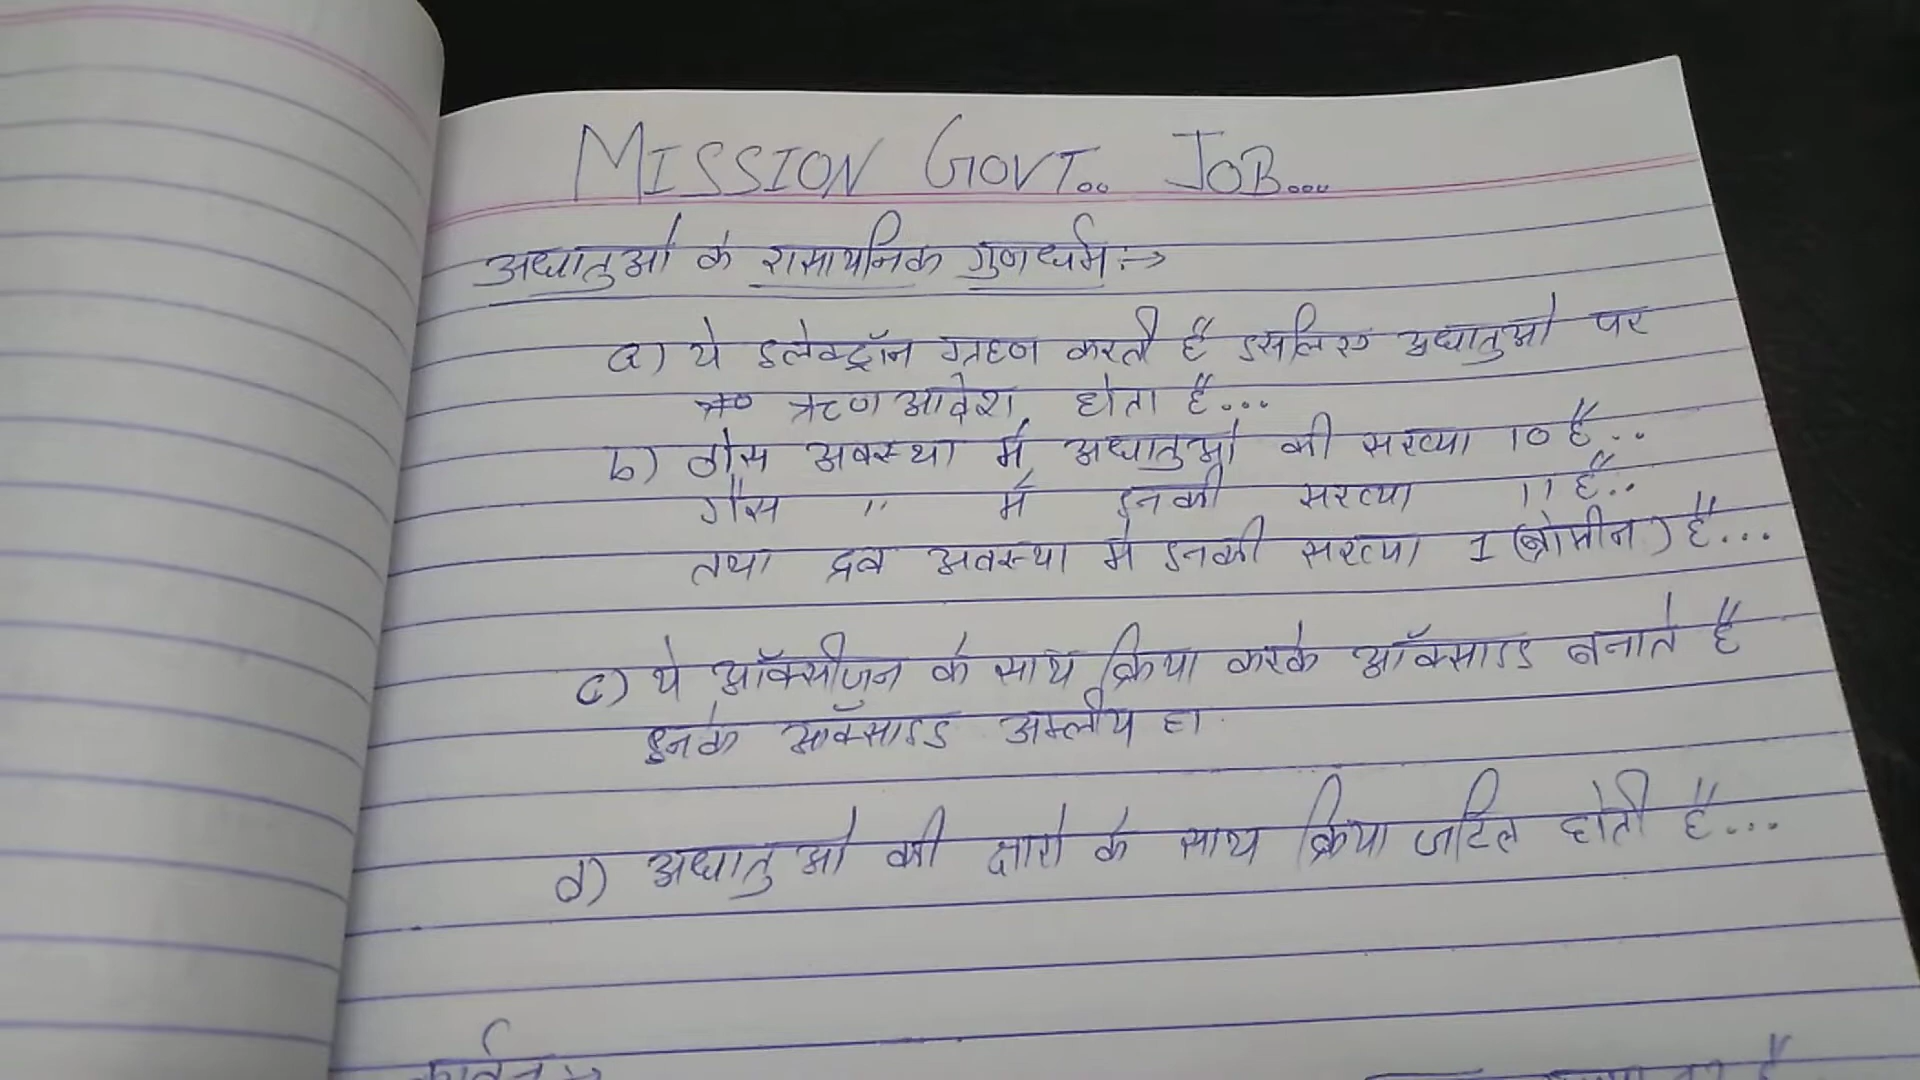 MISSION GOVT.. JOB...
अधातुओं के रासायनिक गुणधर्म :→
a) ये इलेक्ट्रॉन ग्रहण करती है इसलिए अधातुओं पर
ऋण आवेश होता है...
b) ठोस अवस्था में अधातुओं की संख्या 10 है..
गैस " में इनकी संख्या 11 है..
तथा द्रव अवस्था में इनकी संख्या 1 (ब्रोमीन) है...
c) ये ऑक्सीजन के साथ क्रिया करके ऑक्साइड बनाते है
इनके ऑक्साइड अम्लीय
d) अधातुओं की क्षारों के साथ क्रिया जटिल होती है...